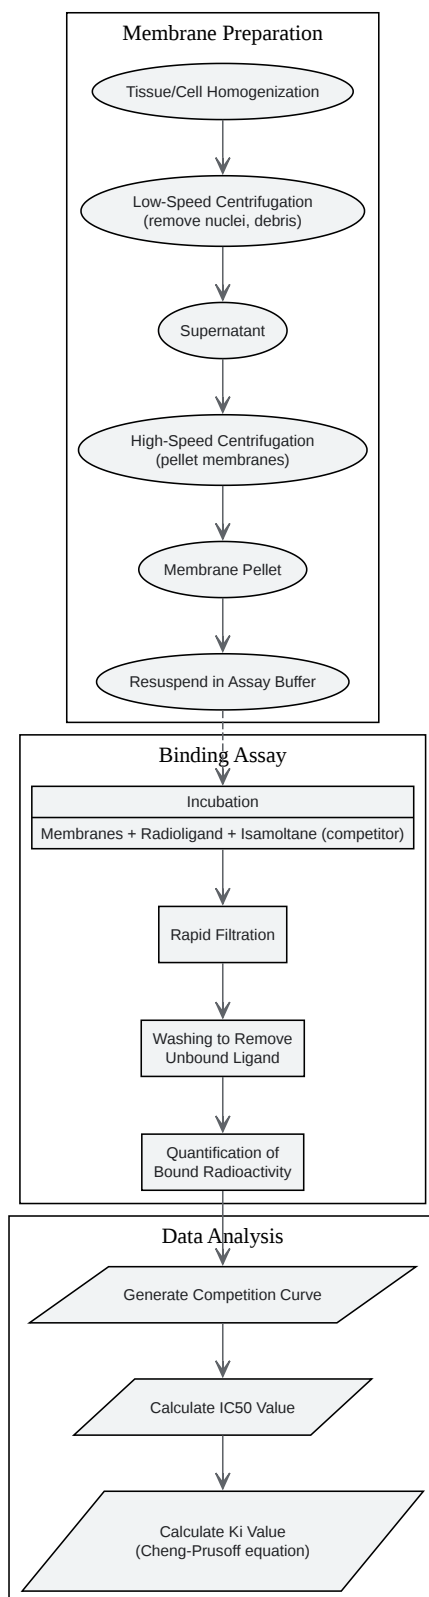 Membrane Preparation
Tissue/Cell Homogenization
Low-Speed Centrifugation
(remove nuclei, debris)
Supernatant
High-Speed Centrifugation
(pellet membranes)
Membrane Pellet
Resuspend in Assay Buffer
Binding Assay
Incubation
Membranes + Radioligand + Isamoltane (competitor)
Rapid Filtration
Washing to Remove
Unbound Ligand
Quantification of
Bound Radioactivity
Data Analysis
Generate Competition Curve
Calculate IC50 Value
Calculate Ki Value
(Cheng-Prusoff equation)